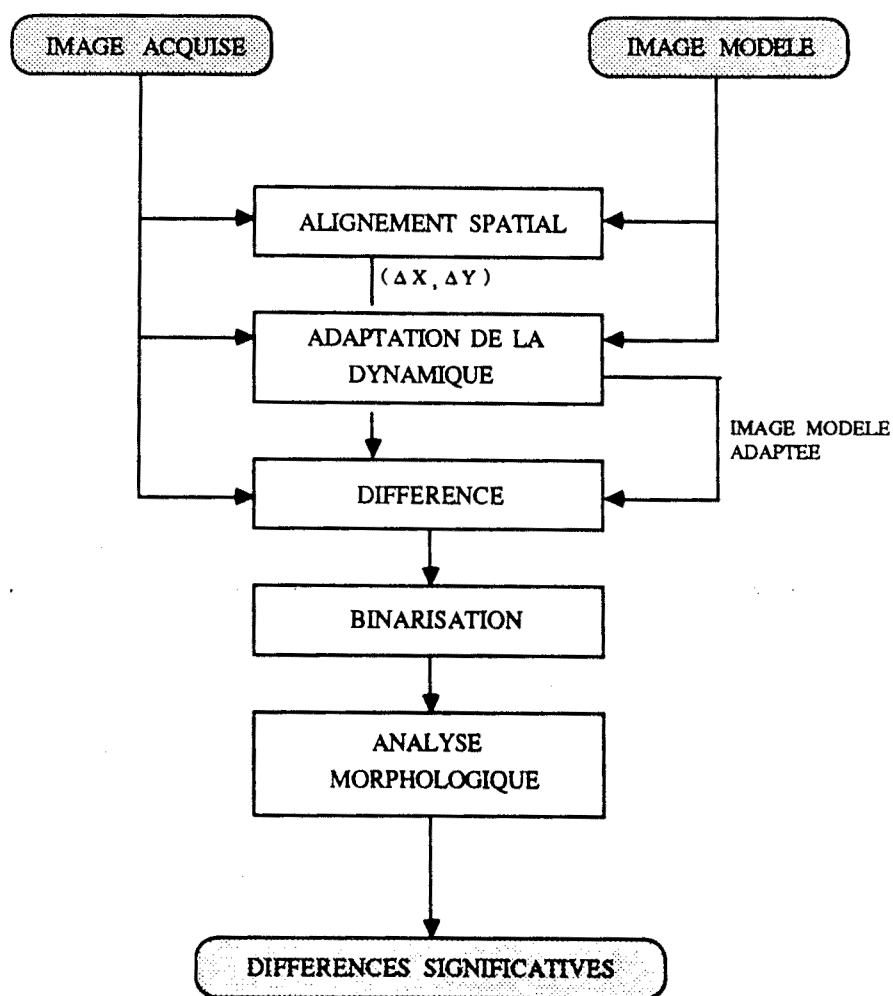 IMAGE ACQUISE
IMAGE MODELE
ALIGNEMENT SPATIAL
(ΔX, ΔY)
ADAPTATION DE LA
DYNAMIQUE
IMAGE MODELE
ADAPTEE
DIFFERENCE
BINARISATION
ANALYSE
MORPHOLOGIQUE
DIFFERENCES SIGNIFICATIVES